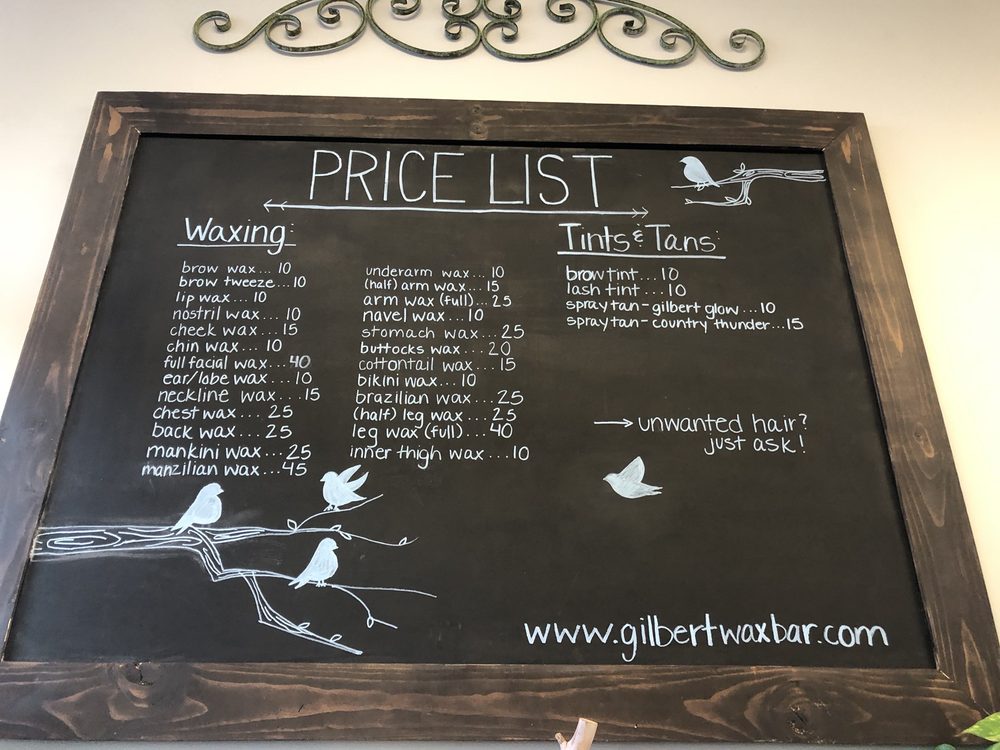 PRICE LIST
Waxing:
brow wax... 10
brow tweeze... 10
lip wax... 10
nostril wax... 10
cheek wax... 15
chin wax... 10
full facial wax... 40
ear/lobe wax... 10
neckline wax... 15
chest wax... 25
back wax... 25
mankini wax... 25
manzilian wax... 45
underarm wax... 10
(half) arm wax... 15
arm wax (full)... 25
navel wax... 10
stomach wax... 25
buttocks wax... 20
cottontail wax... 15
bikini wax... 10
brazilian wax... 25
(half) leg wax... 25
leg wax (full)... 40
inner thigh wax... 10
Tints & Tans:
brow tint... 10
lash tint... 10
spray tan - gilbert glow... 10
spray tan - country thunder... 15
→ unwanted hair?
just ask!
www.gilbertwaxbar.com